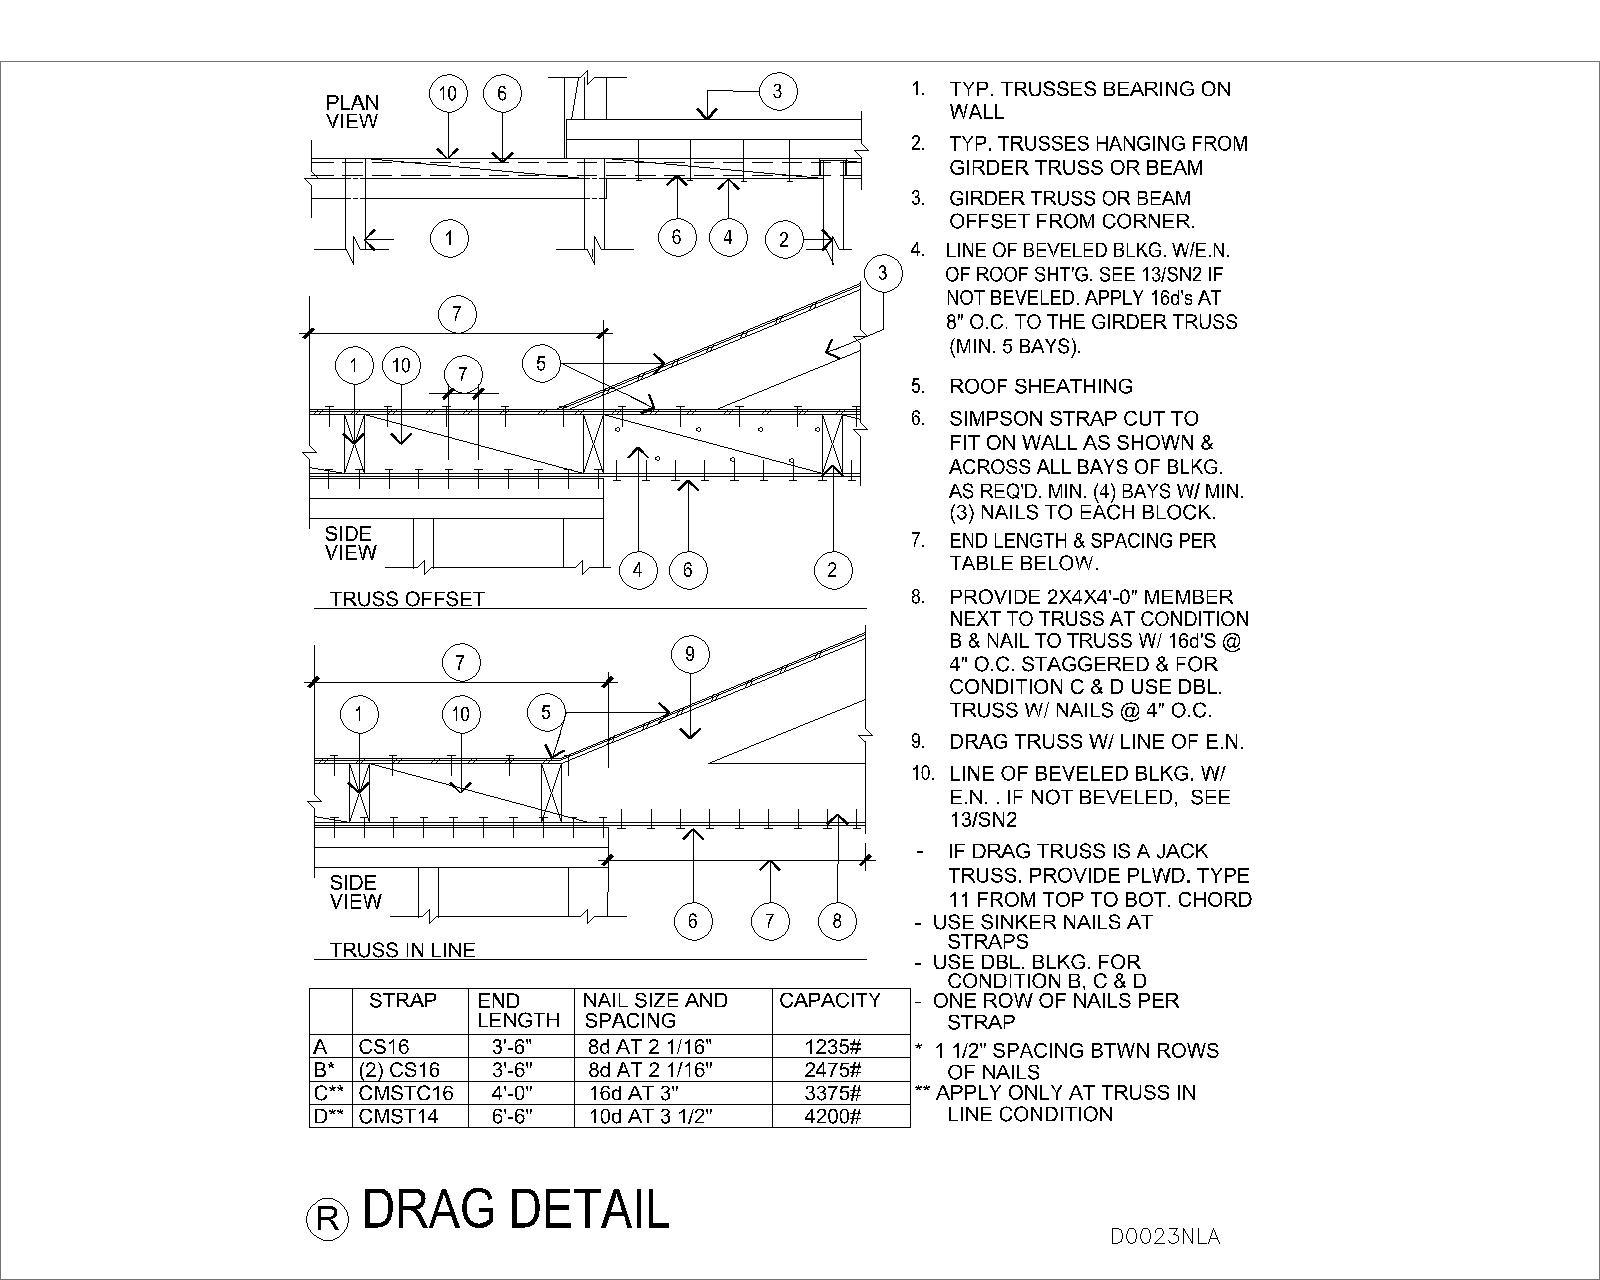 PLAN
VIEW
10
6
3
1
6
4
2
3
7
1
10
7
5
SIDE
VIEW
4
6
2
TRUSS OFFSET
7
9
1
10
5
SIDE
VIEW
6
7
8
TRUSS IN LINE
1. TYP. TRUSSES BEARING ON
WALL
2. TYP. TRUSSES HANGING FROM
GIRDER TRUSS OR BEAM
3. GIRDER TRUSS OR BEAM
OFFSET FROM CORNER.
4. LINE OF BEVELED BLKG. W/E.N.
OF ROOF SHT'G. SEE 13/SN2 IF
NOT BEVELED. APPLY 16d's AT
8" O.C. TO THE GIRDER TRUSS
(MIN. 5 BAYS).
5. ROOF SHEATHING
6. SIMPSON STRAP CUT TO
FIT ON WALL AS SHOWN &
ACROSS ALL BAYS OF BLKG.
AS REQ'D. MIN. (4) BAYS W/ MIN.
(3) NAILS TO EACH BLOCK.
7. END LENGTH & SPACING PER
TABLE BELOW.
8. PROVIDE 2X4X4'-0" MEMBER
NEXT TO TRUSS AT CONDITION
B & NAIL TO TRUSS W/ 16d'S @
4" O.C. STAGGERED & FOR
CONDITION C & D USE DBL.
TRUSS W/ NAILS @ 4" O.C.
9. DRAG TRUSS W/ LINE OF E.N.
10. LINE OF BEVELED BLKG. W/
E.N. . IF NOT BEVELED, SEE
13/SN2
- IF DRAG TRUSS IS A JACK
TRUSS. PROVIDE PLWD. TYPE
11 FROM TOP TO BOT. CHORD
- USE SINKER NAILS AT
STRAPS
- USE DBL. BLKG. FOR
CONDITION B, C & D
- ONE ROW OF NAILS PER
STRAP
* 1 1/2" SPACING BTWN ROWS
OF NAILS
** APPLY ONLY AT TRUSS IN
LINE CONDITION
STRAP END LENGTH NAIL SIZE AND SPACING CAPACITY
A CS16 3'-6" 8d AT 2 1/16" 1235#
B* (2) CS16 3'-6" 8d AT 2 1/16" 2475#
C** CMSTC16 4'-0" 16d AT 3" 3375#
D** CMST14 6'-6" 10d AT 3 1/2" 4200#
R DRAG DETAIL
D0023NLA